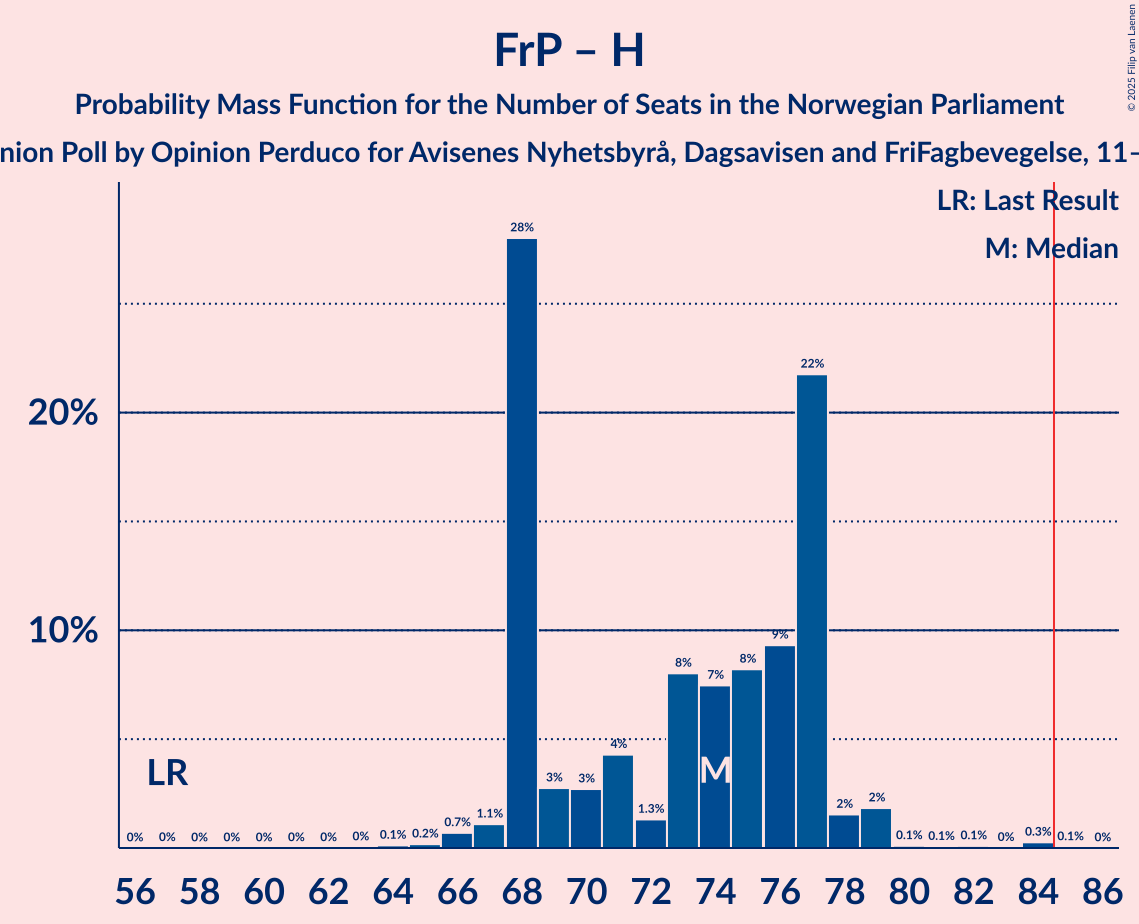 © 2025 Filip van Laenen
FrP – H
Probability Mass Function for the Number of Seats in the Norwegian Parliament
nion Poll by Opinion Perduco for Avisenes Nyhetsbyrå, Dagsavisen and FriFagbevegelse, 11–
LR: Last Result
M: Median
28%
22%
20%
10%
9%
8%
8%
7%
4%
LR
M
3%
3%
2%
2%
1.3%
1.1%
0.7%
0% 0% 0% 0% 0% 0% 0% 0% 0.1% 0.2% 0.1% 0.1% 0.1% 0% 0.3% 0.1% 0%
56 58 60 62 64 66 68 70 72 74 76 78 80 82 84 86